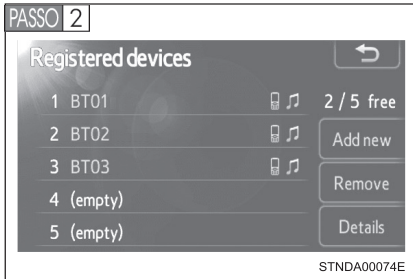 PASSO 2
Registered devices
1 BT01
2 / 5 free
2 BT02
Add new
3 BT03
Remove
4 (empty)
5 (empty)
Details
STNDA00074E